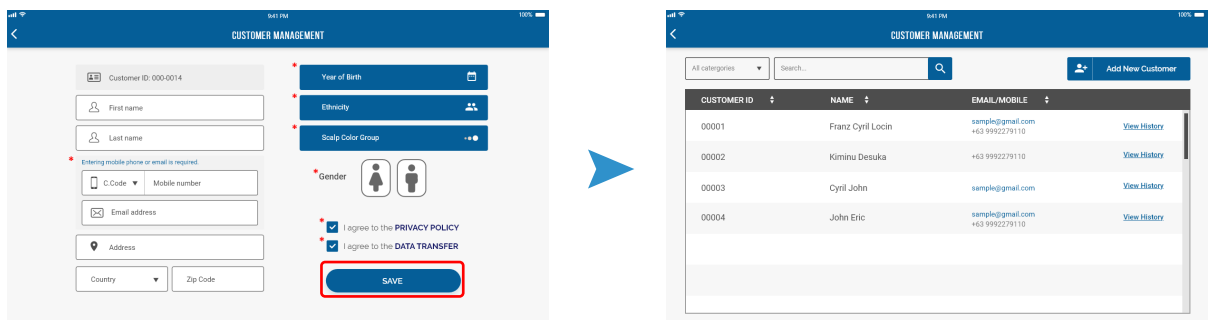 9:41 PM
100%
CUSTOMER MANAGEMENT
Customer ID: 000-0014
First name
Last name
* Entering mobile phone or email is required.
C.Code ▼ Mobile number
Email address
Address
Country ▼ Zip Code
* Year of Birth
* Ethnicity
* Scalp Color Group
* Gender
* I agree to the PRIVACY POLICY
* I agree to the DATA TRANSFER
SAVE
9:41 PM
100%
CUSTOMER MANAGEMENT
All catergories ▼ Search... Add New Customer
CUSTOMER ID NAME EMAIL/MOBILE
00001 Franz Cyril Locin sample@gmail.com View History
+63 9992279110
00002 Kiminu Desuka +63 9992279110 View History
00003 Cyril John sample@gmail.com View History
00004 John Eric sample@gmail.com View History
+63 9992279110